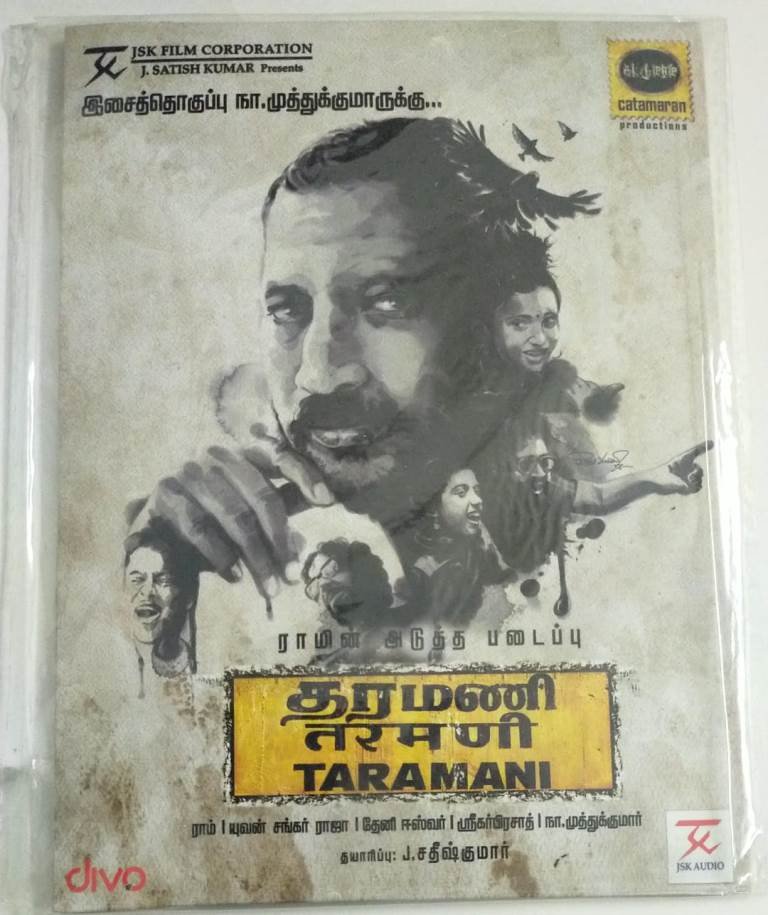 JSK FILM CORPORATION
J. SATISH KUMAR Presents
இசைத்தொகுப்பு நா.முத்துக்குமாருக்கு...
catamaran
productions
ராமின் அடுத்த படைப்பு
தரமணி
तरमणी
TARAMANI
ராம் | யுவன் சங்கர் ராஜா | தேனி ஈஸ்வர் | ஸ்ரீகர்பிரசாத் | நா.முத்துக்குமார்
தயாரிப்பு: J.சதீஷ்குமார்
divo
JSK AUDIO